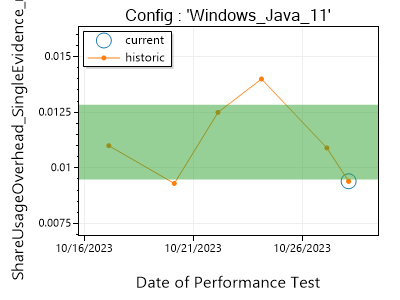 Config : 'Windows_Java_11'
current
historic
0.015
0.0125
0.01
0.0075
ShareUsageOverhead_SingleEvidence_
10/16/2023
10/21/2023
10/26/2023
Date of Performance Test